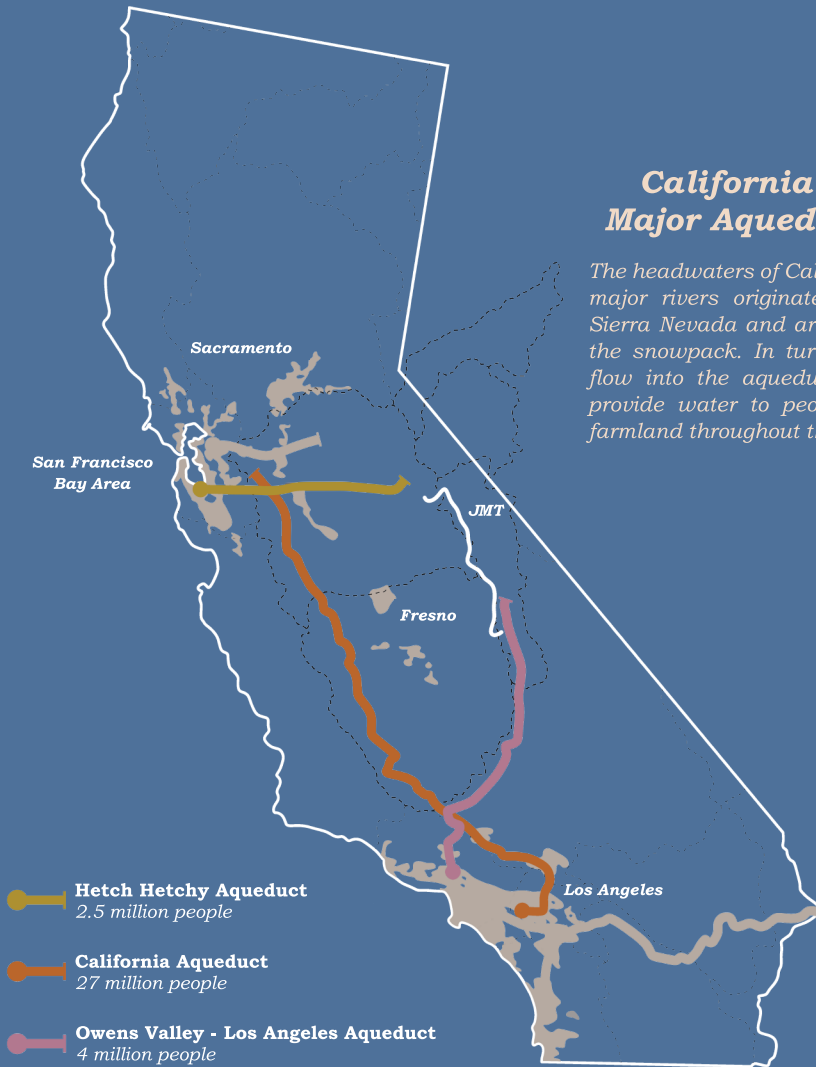 California
Major Aqued
The headwaters of Cal
major rivers originate
Sierra Nevada and ar
the snowpack. In tur
flow into the aquedu
provide water to peo
farmland throughout t
Sacramento
San Francisco
Bay Area
JMT
Fresno
Los Angeles
Hetch Hetchy Aqueduct
2.5 million people
California Aqueduct
27 million people
Owens Valley - Los Angeles Aqueduct
4 million people